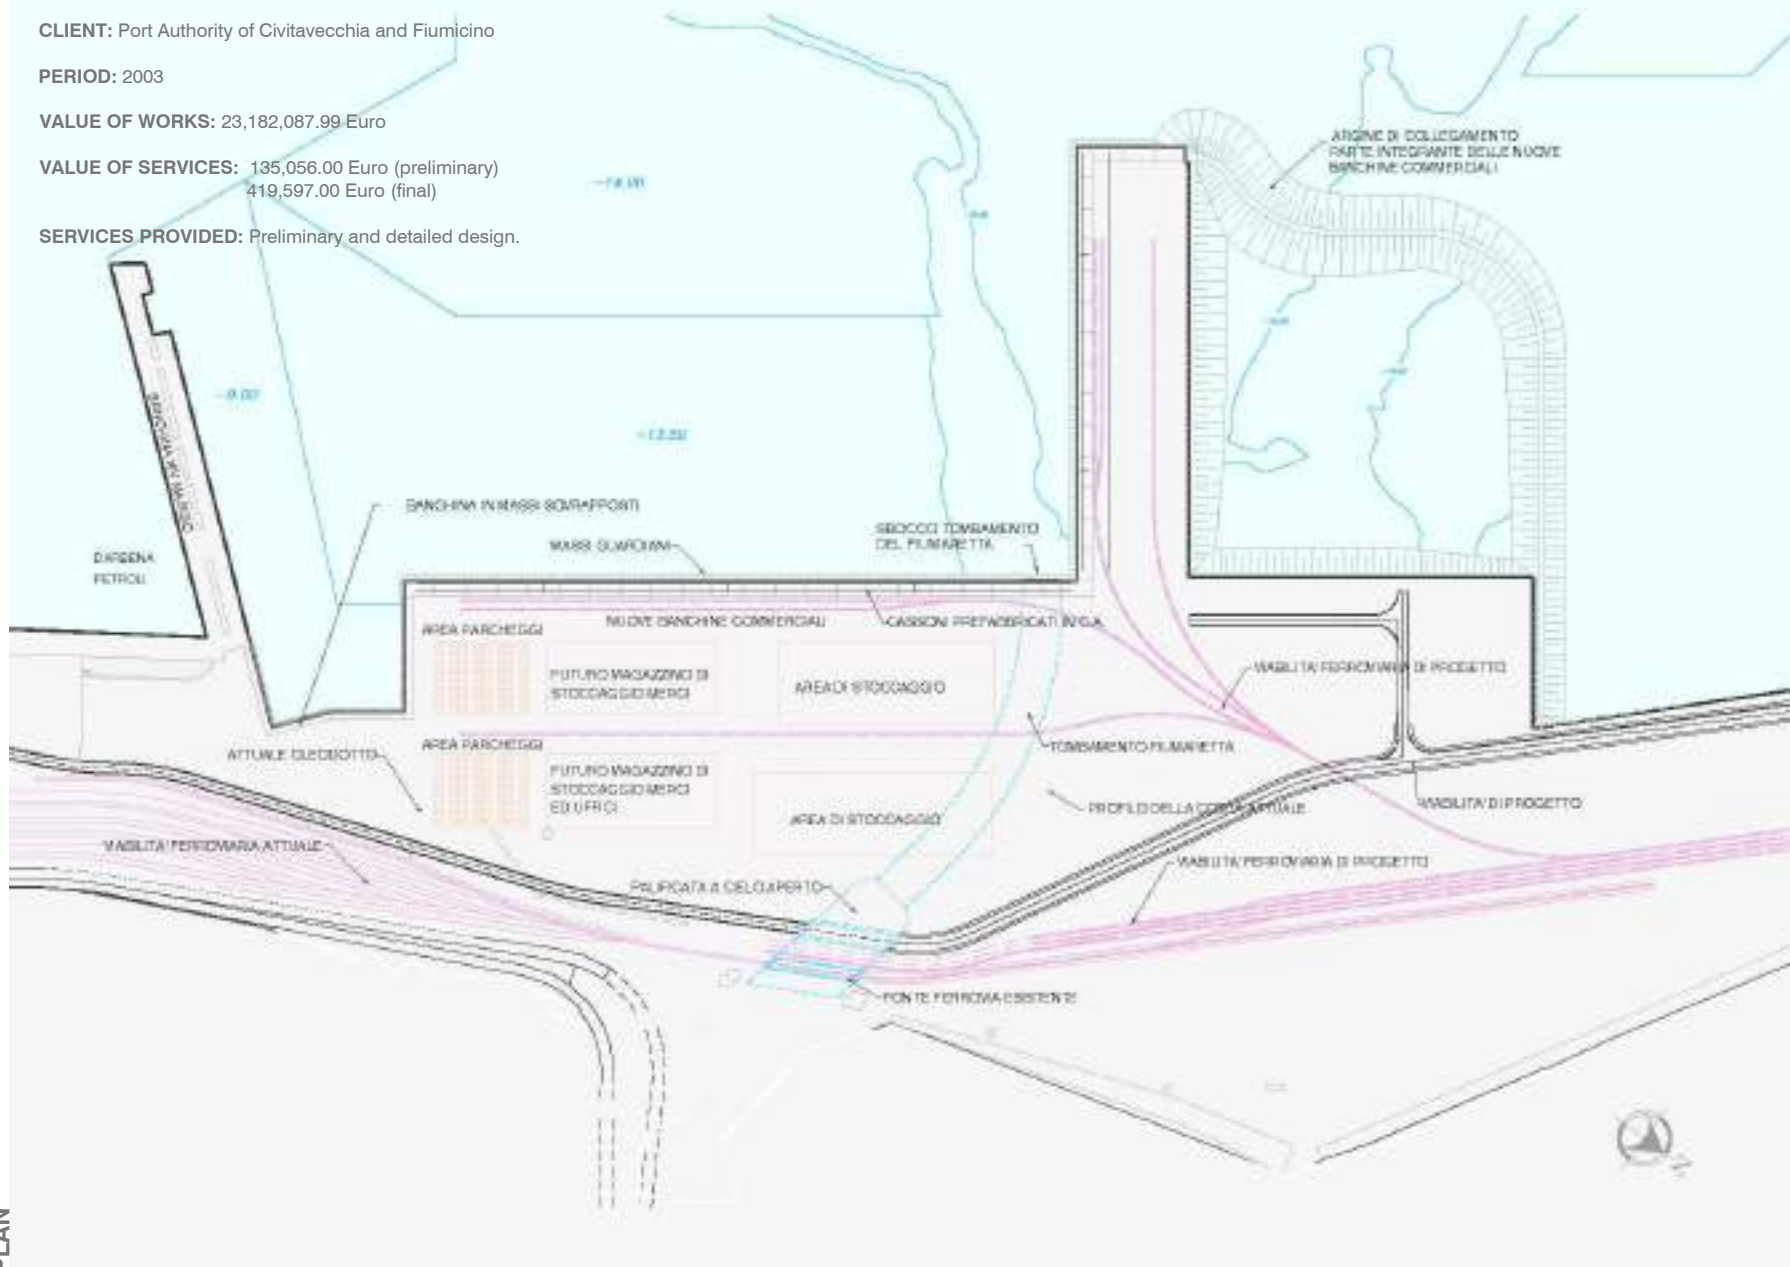 CLIENT: Port Authority of Civitavecchia and Fiumicino
PERIOD: 2003
VALUE OF WORKS: 23,182,087.99 Euro
VALUE OF SERVICES: 135,056.00 Euro (preliminary)
419,597.00 Euro (final)
SERVICES PROVIDED: Preliminary and detailed design.
ARGINE DI COLLEGAMENTO
PARTE INTEGRANTE DELLE NUOVE
BANCHINE COMMERCIALI
-9.00
BANCHINA IN MASSI SOVRAPPOSTI
MASSI GUARDIANI
SBOCCO TOMBAMENTO
DEL FIUMARETTA
DARSENA
PETROLI
AREA PARCHEGGI
NUOVE BANCHINE COMMERCIALI
CASSONI PREFABBRICATI IN C.A.
FUTURO MAGAZZINO DI
STOCCAGGIO MERCI
AREA DI STOCCAGGIO
VIABILITA' FERROVIARIA DI PROGETTO
ATTUALE OLEODOTTO
AREA PARCHEGGI
TOMBAMENTO FIUMARETTA
FUTURO MAGAZZINO DI
STOCCAGGIO MERCI
ED UFFICI
AREA DI STOCCAGGIO
PROFILO DELLA COSTA ATTUALE
VIABILITA' DI PROGETTO
VIABILITA' FERROVIARIA ATTUALE
VIABILITA' FERROVIARIA DI PROGETTO
PALIFICATA A CIELO APERTO
PONTE FERROVIA ESISTENTE
N
PLAN